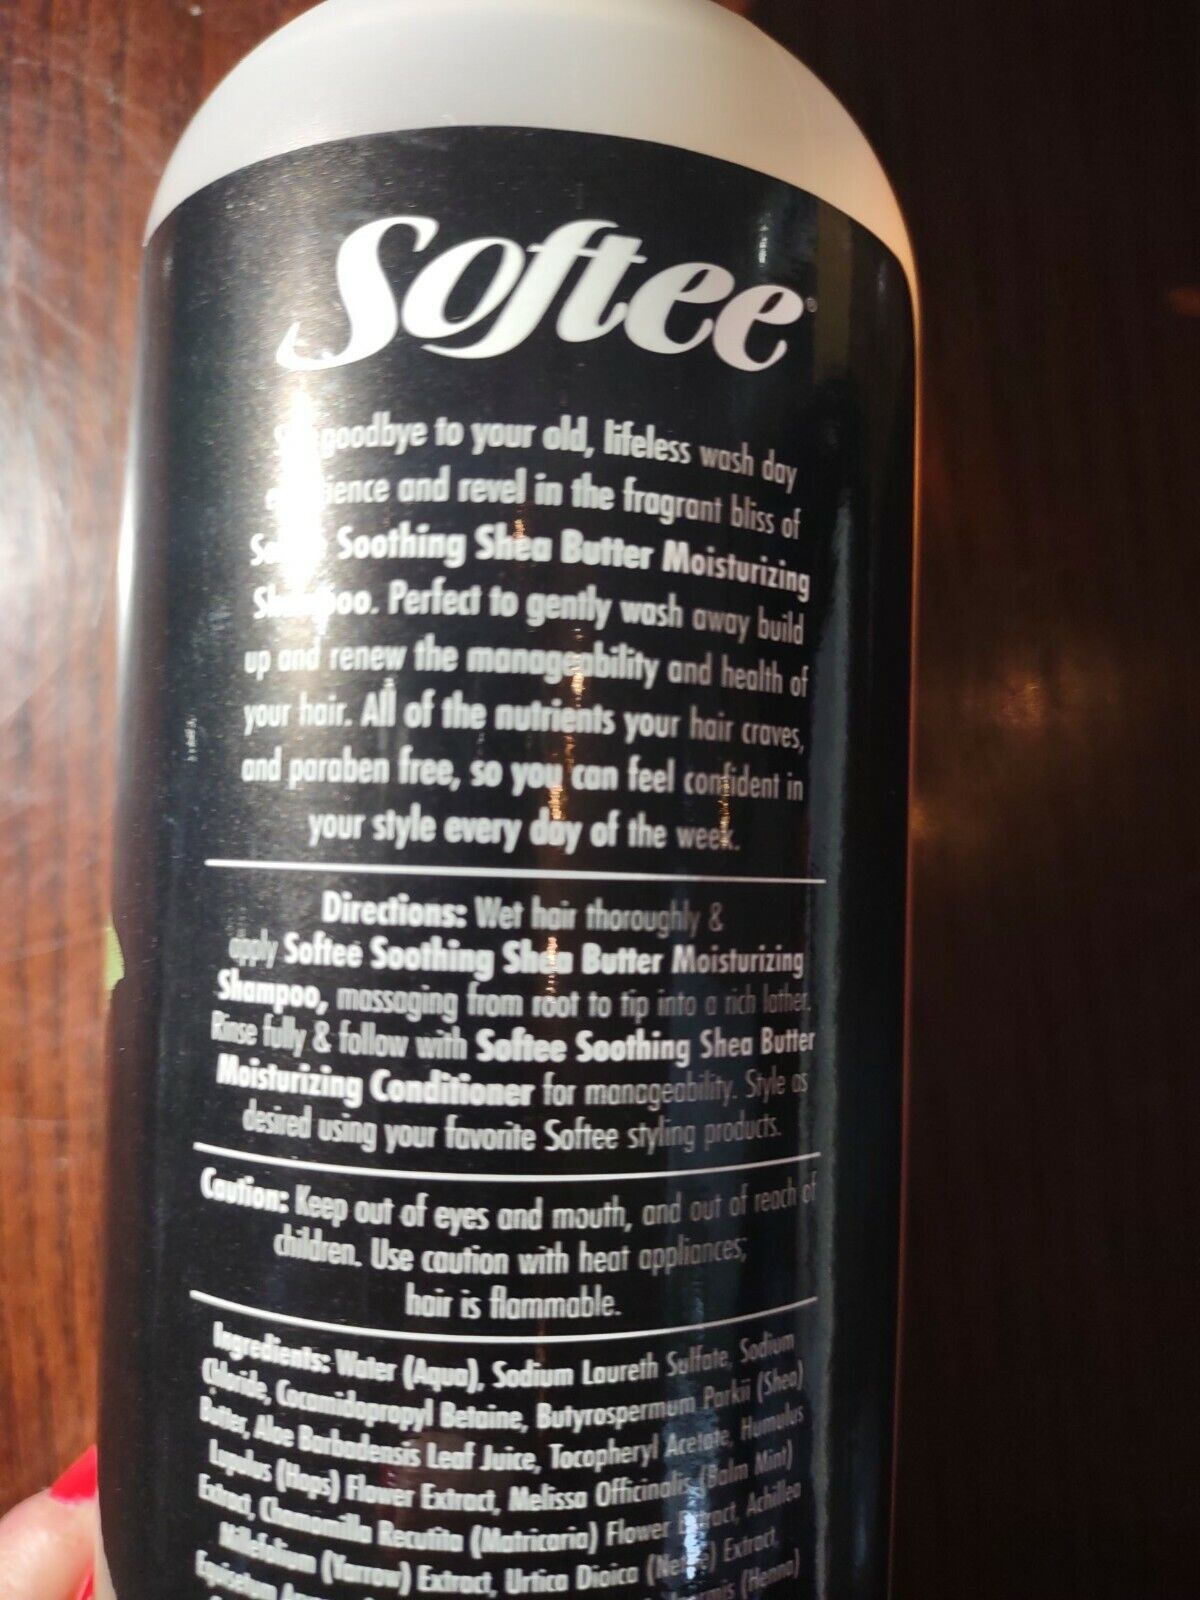 Softee®
goodbye to your old, lifeless wash day
and revel in the fragrant bliss of
Soothing Shea Butter Moisturizing
Shampoo. Perfect to gently wash away build
up and renew the manageability and health of
your hair. All of the nutrients your hair craves,
and paraben free, so you can feel confident in
your style every day of the week.
Directions: Wet hair thoroughly &
apply Softee Soothing Shea Butter Moisturizing
Shampoo, massaging from root to tip into a rich lather.
Rinse fully & follow with Softee Soothing Shea Butter
Moisturizing Conditioner for manageability. Style as
desired using your favorite Softee styling products.
Caution: Keep out of eyes and mouth, and out of reach of
children. Use caution with heat appliances;
hair is flammable.
Ingredients: Water (Aqua), Sodium Laureth Sulfate, Sodium
Chloride, Cocamidopropyl Betaine, Butyrospermum Parkii (Shea)
Butter, Aloe Barbadensis Leaf Juice, Tocopheryl Acetate, Humulus
Lupulus (Hops) Flower Extract, Melissa Officinalis (Balm Mint)
Extract, Chamomilla Recutita (Matricaria) Flower Extract, Achillea
Millefolium (Yarrow) Extract, Urtica Dioica (Nettle) Extract,
Equisetum (Henna)